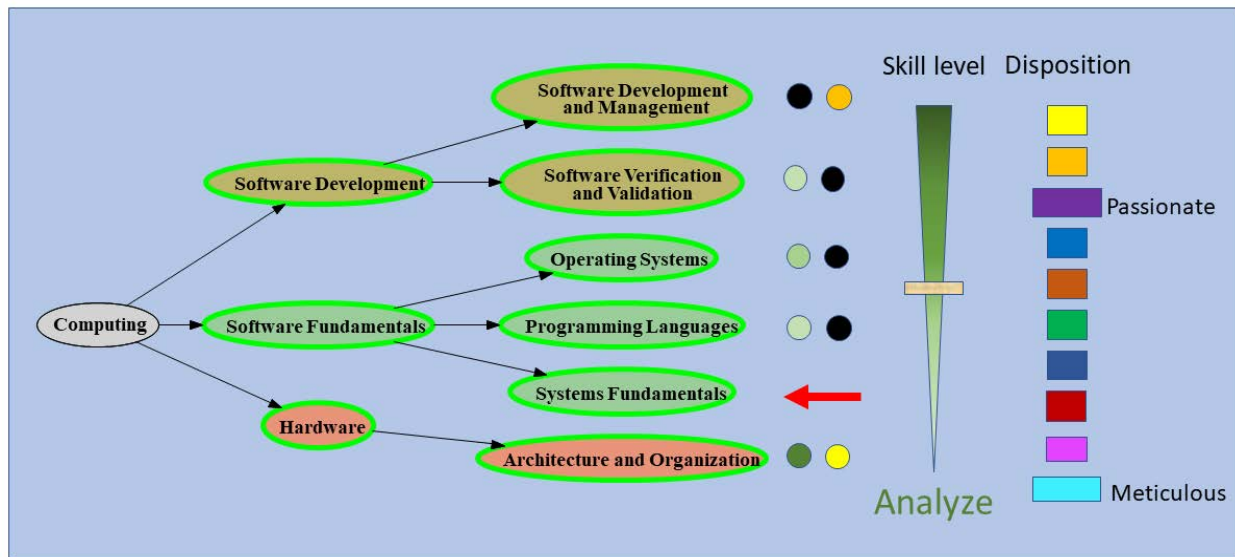 Skill level
Disposition
Software Development
and Management
Software Verification
and Validation
Software Development
Passionate
Operating Systems
Computing
Software Fundamentals
Programming Languages
Systems Fundamentals
Hardware
Architecture and Organization
Analyze
Meticulous